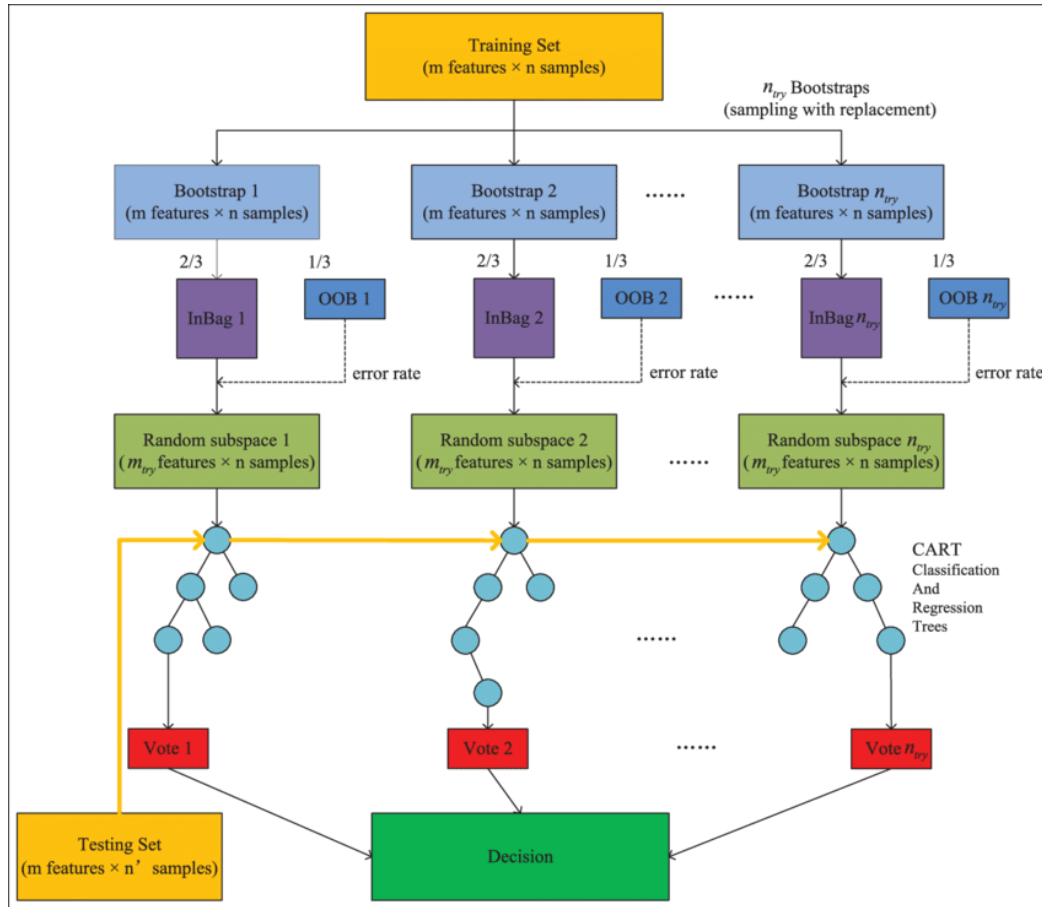 Training Set
(m features × n samples)
n_try Bootstraps
(sampling with replacement)
Bootstrap 1
(m features × n samples)
Bootstrap 2
(m features × n samples)
······
Bootstrap n_try
(m features × n samples)
2/3
1/3
2/3
1/3
2/3
1/3
InBag 1
OOB 1
InBag 2
OOB 2
······
InBag n_try
OOB n_try
error rate
error rate
error rate
Random subspace 1
(m_try features × n samples)
Random subspace 2
(m_try features × n samples)
······
Random subspace n_try
(m_try features × n samples)
CART
Classification
And
Regression
Trees
······
Vote 1
Vote 2
······
Vote n_try
Testing Set
(m features × n’ samples)
Decision